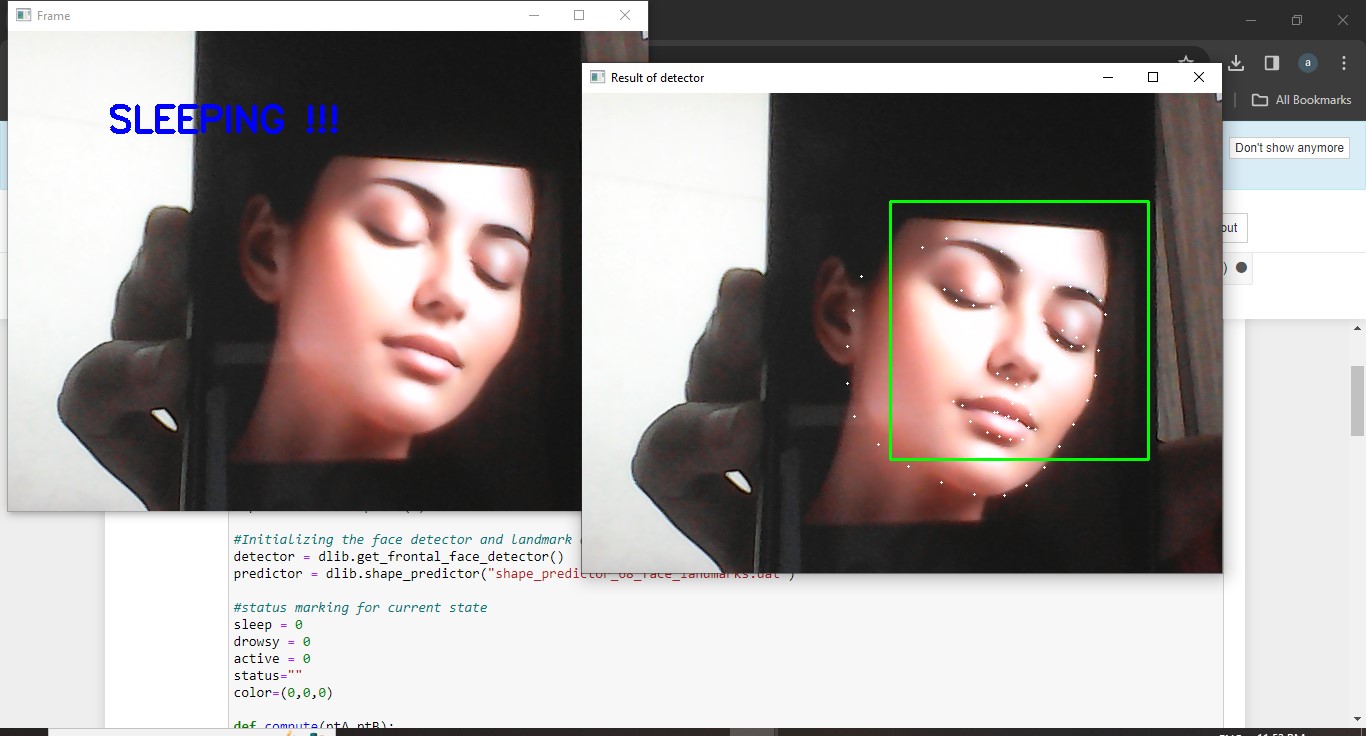 Frame
SLEEPING !!!
Result of detector
a
All Bookmarks
Don't show anymore
out
)
#Initializing the face detector and landmark
detector = dlib.get_frontal_face_detector()
predictor = dlib.shape_predictor("shape_predictor_68_face_landmarks.dat")
#status marking for current state
sleep = 0
drowsy = 0
active = 0
status=""
color=(0,0,0)
def compute(ptA,ptB):